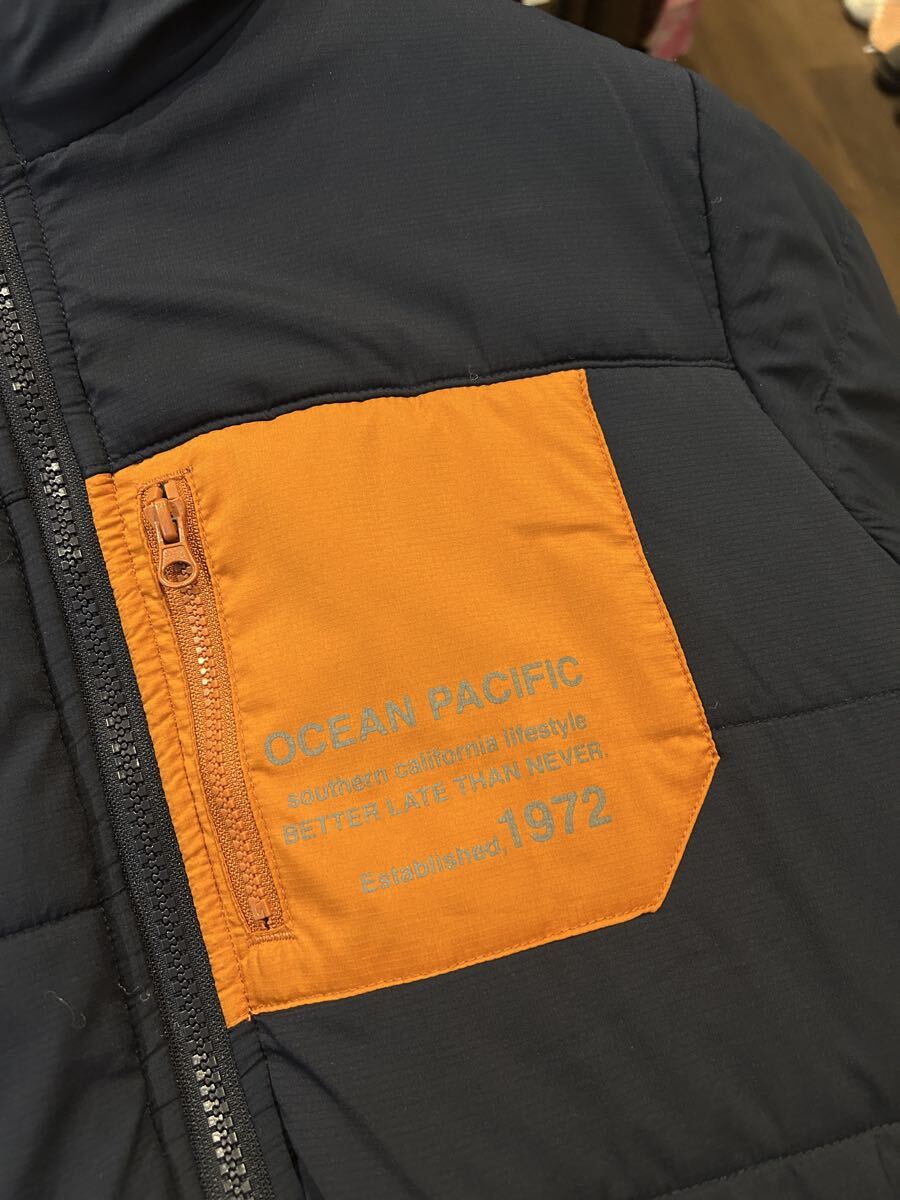 OCEAN PACIFIC
southern california lifestyle
BETTER LATE THAN NEVER.
Established,1972